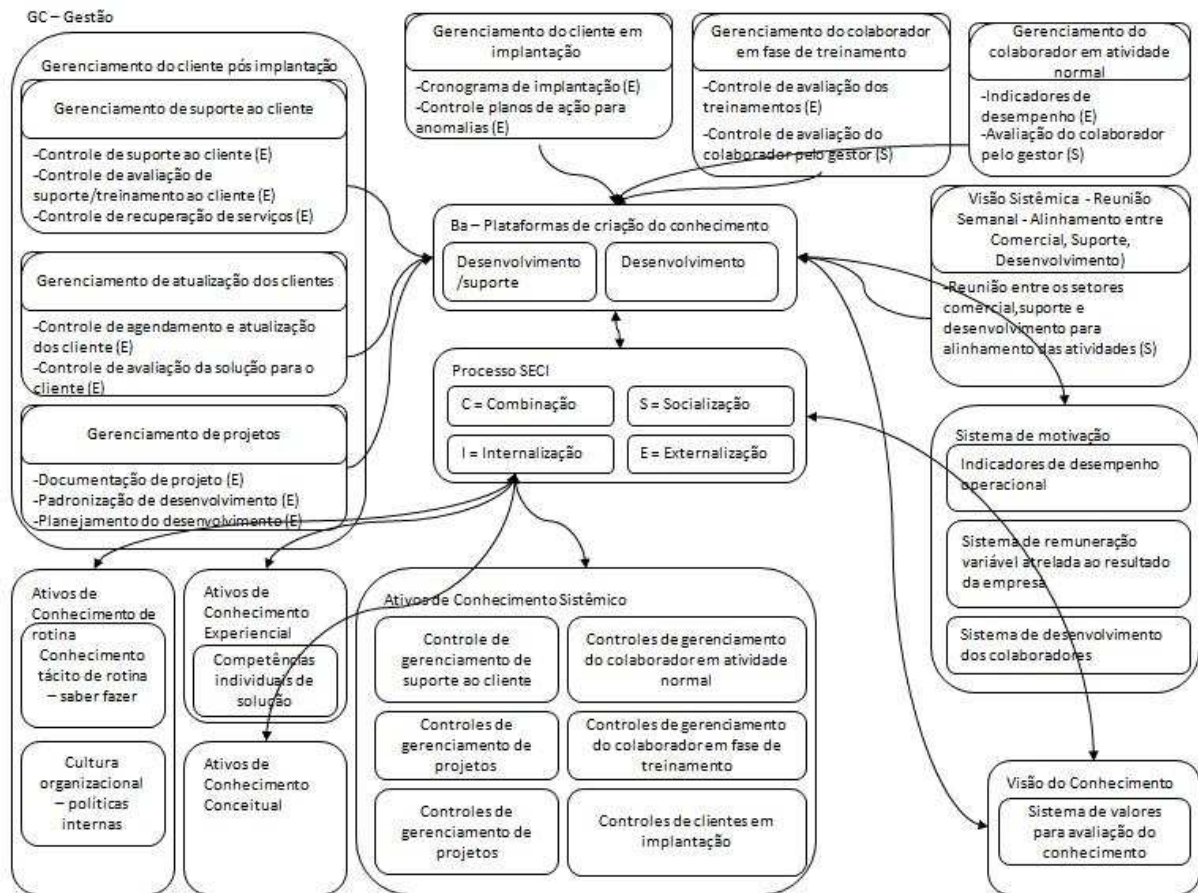 GC – Gestão
Gerenciamento do cliente pós implantação
Gerenciamento de suporte ao cliente
-Controle de suporte ao cliente (E)
-Controle de avaliação de
suporte/treinamento ao cliente (E)
-Controle de recuperação de serviços (E)
Gerenciamento de atualização dos clientes
-Controle de agendamento e atualização
dos cliente (E)
-Controle de avaliação da solução para o
cliente (E)
Gerenciamento de projetos
-Documentação de projeto (E)
-Padronização de desenvolvimento (E)
-Planejamento do desenvolvimento (E)
Gerenciamento do cliente em
implantação
-Cronograma de implantação (E)
-Controle planos de ação para
anomalias (E)
Gerenciamento do colaborador
em fase de treinamento
-Controle de avaliação dos
treinamentos (E)
-Controle de avaliação do
colaborador pelo gestor (S)
Gerenciamento do
colaborador em atividade
normal
-Indicadores de
desempenho (E)
-Avaliação do colaborador
pelo gestor (S)
Ba – Plataformas de criação do conhecimento
Desenvolvimento
/suporte
Desenvolvimento
Visão Sistêmica - Reunião
Semanal - Alinhamento entre
Comercial, Suporte,
Desenvolvimento)
-Reunião entre os setores
comercial,suporte e
desenvolvimento para
alinhamento das atividades (S)
Processo SECI
C = Combinação
S = Socialização
I = Internalização
E = Externalização
Sistema de motivação
Indicadores de desempenho
operacional
Sistema de remuneração
variável atrelada ao resultado
da empresa
Sistema de desenvolvimento
dos colaboradores
Ativos de
Conhecimento de
rotina
Conhecimento
tácito de rotina
– saber fazer
Cultura
organizacional
– políticas
internas
Ativos de
Conhecimento
Experiencial
Competências
individuais de
solução
Ativos de
Conhecimento
Conceitual
Ativos de Conhecimento Sistêmico
Controle de
gerenciamento de
suporte ao cliente
Controles de gerenciamento
do colaborador em atividade
normal
Controles de
gerenciamento de
projetos
Controles de gerenciamento
do colaborador em fase de
treinamento
Controles de
gerenciamento de
projetos
Controles de clientes em
implantação
Visão do Conhecimento
Sistema de valores
para avaliação do
conhecimento